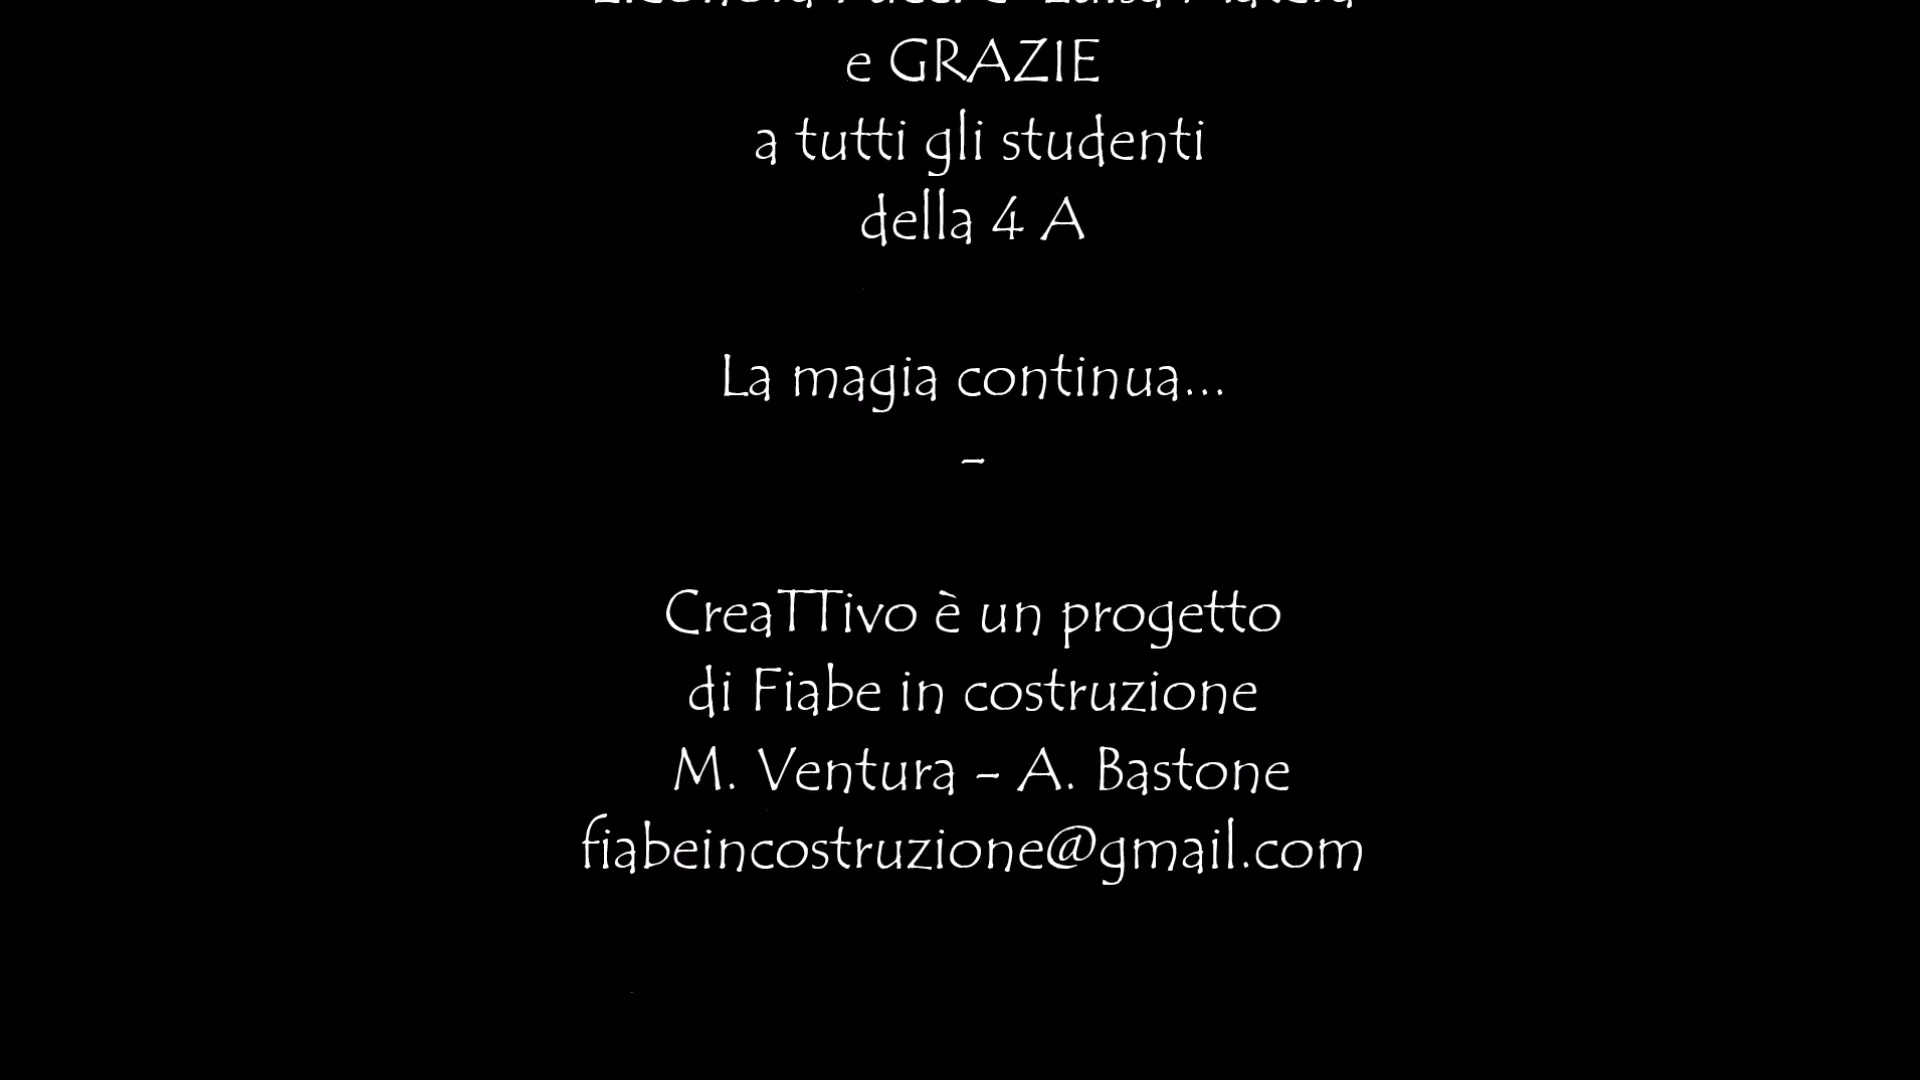 e GRAZIE
a tutti gli studenti
della 4 A
La magia continua...
-
CreaTTivo è un progetto
di Fiabe in costruzione
M. Ventura - A. Bastone
fiabeincostruzione@gmail.com